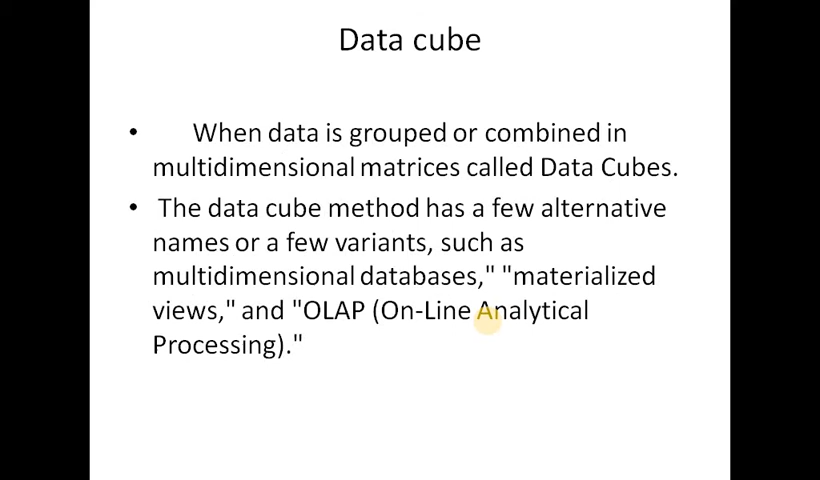 Data cube
• When data is grouped or combined in
multidimensional matrices called Data Cubes.
• The data cube method has a few alternative
names or a few variants, such as
multidimensional databases," "materialized
views," and "OLAP (On-Line Analytical
Processing)."